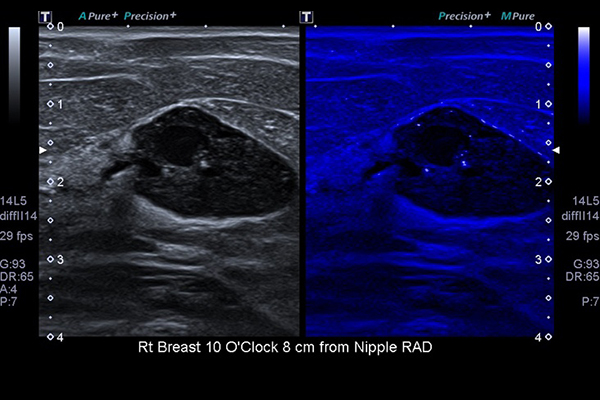 T APure+ Precision+ T Precision+ MPure
0 0
1 1
2 2
14L5 14L5
diffII14 diffII14
29 fps 29 fps
3 3
G:93 G:93
DR:65 DR:65
A:4
P:7 P:7
4 4
Rt Breast 10 O'Clock 8 cm from Nipple RAD